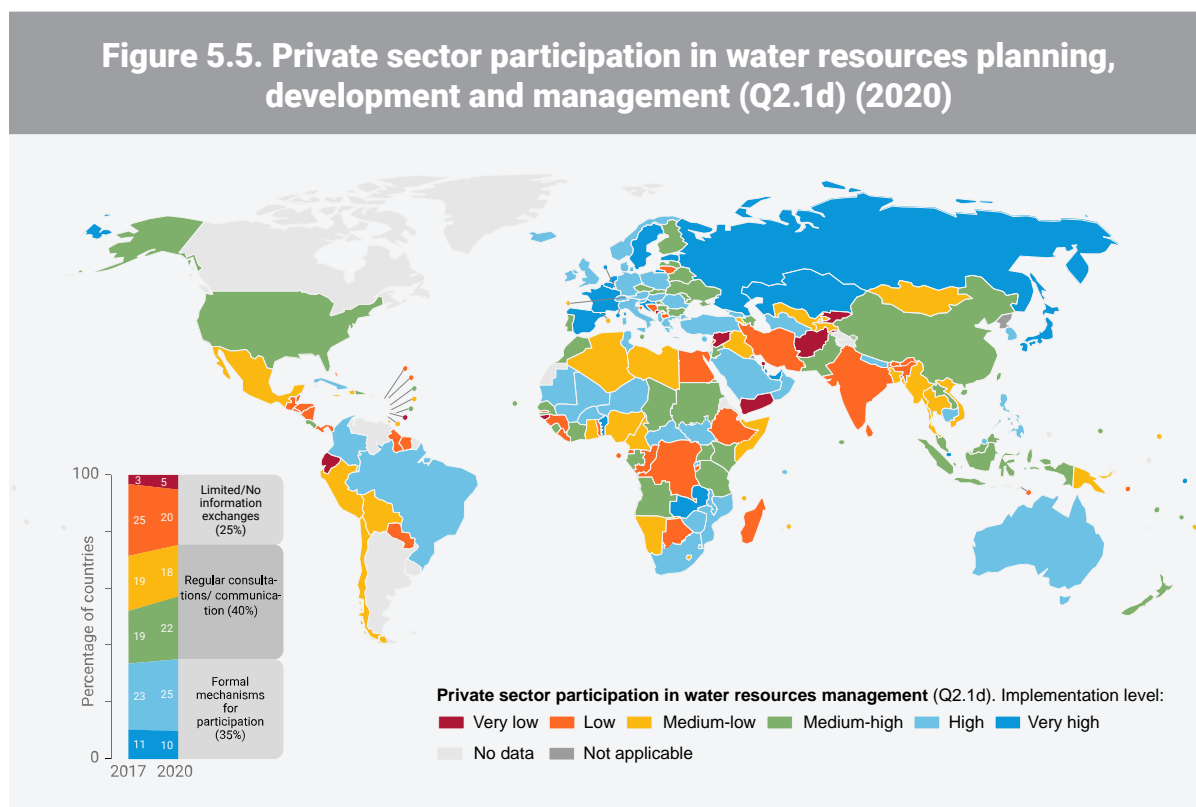 Figure 5.5. Private sector participation in water resources planning,
development and management (Q2.1d) (2020)
100
Percentage of countries
0
3 5
25 20
19 18
19 22
23 25
11 10
2017 2020
Limited/No
information
exchanges
(25%)
Regular consulta-
tions/ communica-
tion (40%)
Formal
mechanisms
for
participation
(35%)
Private sector participation in water resources management (Q2.1d). Implementation level:
Very low Low Medium-low Medium-high High Very high
No data Not applicable